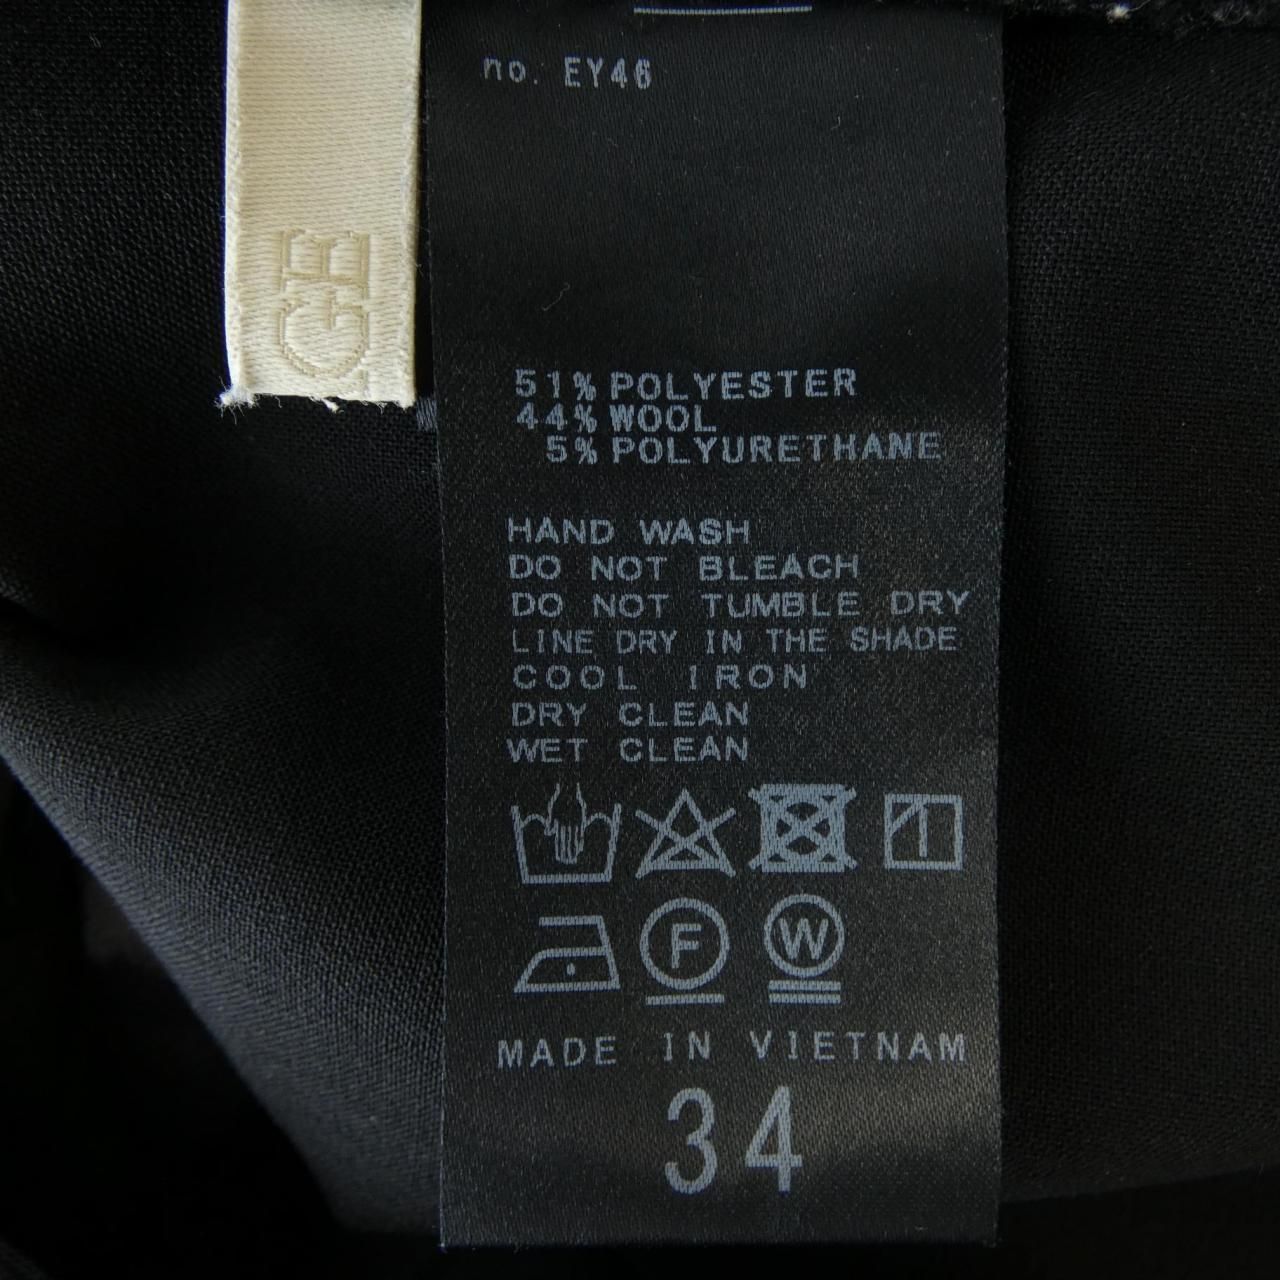 no. EY46
GE
51% POLYESTER
44% WOOL
5% POLYURETHANE
HAND WASH
DO NOT BLEACH
DO NOT TUMBLE DRY
LINE DRY IN THE SHADE
COOL IRON
DRY CLEAN
WET CLEAN
F
W
MADE IN VIETNAM
34